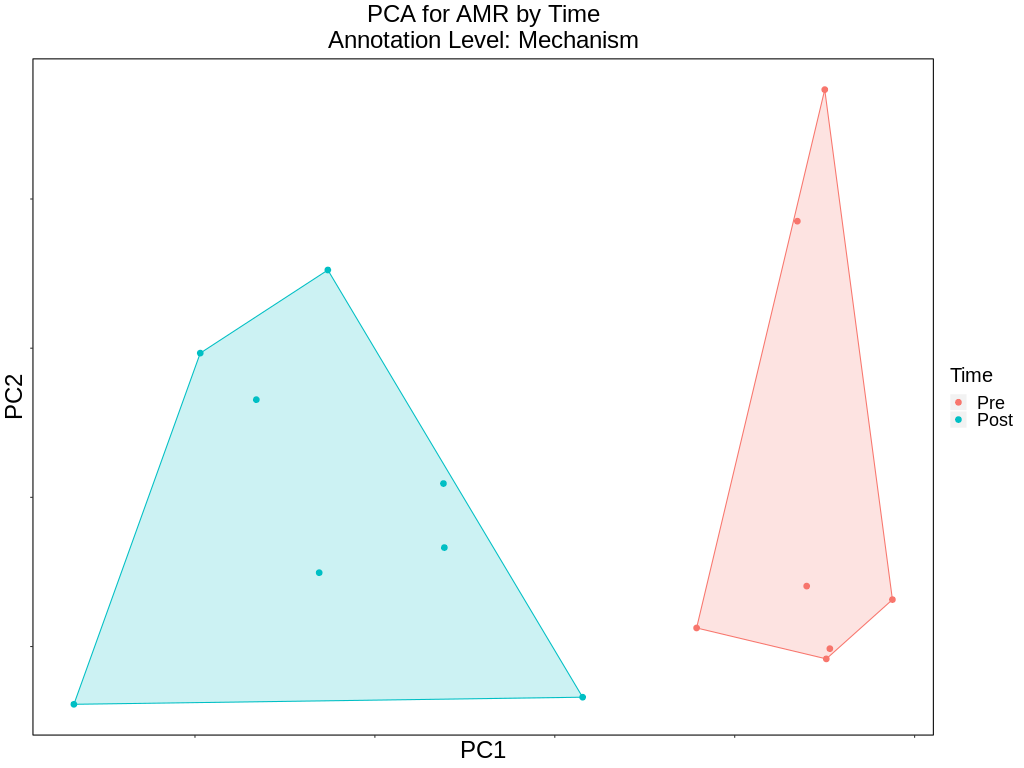 PCA for AMR by Time
Annotation Level: Mechanism
PC2
PC1
Time
Pre
Post